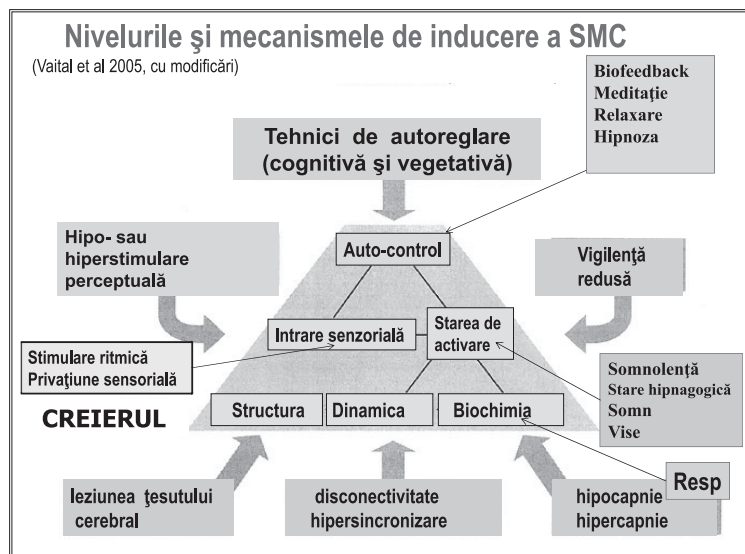 Nivelurile şi mecanismele de inducere a SMC
(Vaital et al 2005, cu modificări)
Biofeedback
Meditaţie
Relaxare
Hipnoza
Tehnici de autoreglare
(cognitivă şi vegetativă)
Hipo- sau
hiperstimulare
perceptuală
Auto-control
Vigilenţă
redusă
Intrare senzorială
Starea de
activare
Stimulare ritmică
Privaţiune sensorială
Somnolenţă
Stare hipnagogică
Somn
Vise
CREIERUL
Structura
Dinamica
Biochimia
Resp
leziunea ţesutului
cerebral
disconectivitate
hipersincronizare
hipocapnie
hipercapnie